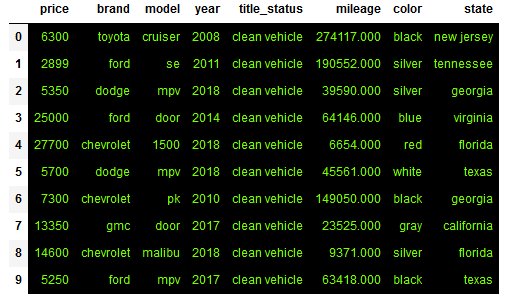 price brand model year title_status mileage color state
0 6300 toyota cruiser 2008 clean vehicle 274117.000 black new jersey
1 2899 ford se 2011 clean vehicle 190552.000 silver tennessee
2 5350 dodge mpv 2018 clean vehicle 39590.000 silver georgia
3 25000 ford door 2014 clean vehicle 64146.000 blue virginia
4 27700 chevrolet 1500 2018 clean vehicle 6654.000 red florida
5 5700 dodge mpv 2018 clean vehicle 45561.000 white texas
6 7300 chevrolet pk 2010 clean vehicle 149050.000 black georgia
7 13350 gmc door 2017 clean vehicle 23525.000 gray california
8 14600 chevrolet malibu 2018 clean vehicle 9371.000 silver florida
9 5250 ford mpv 2017 clean vehicle 63418.000 black texas